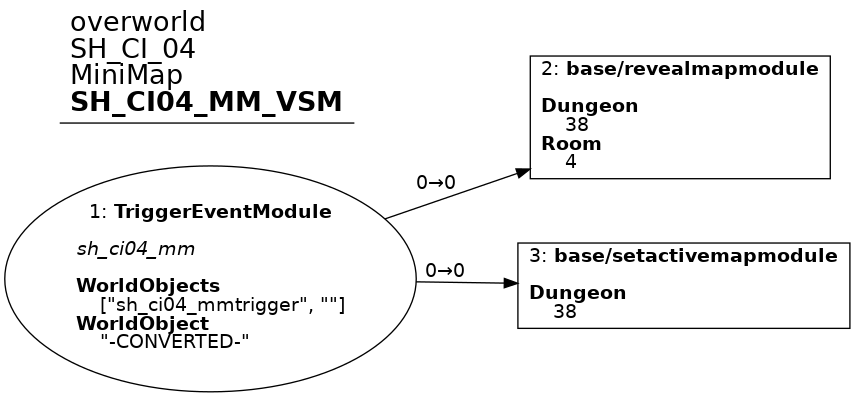 overworld
SH_CI_04
MiniMap
SH_CI04_MM_VSM
1: TriggerEventModule
sh_ci04_mm
WorldObjects
["sh_ci04_mmtrigger", ""]
WorldObject
"-CONVERTED-"
0→0
0→0
2: base/revealmapmodule
Dungeon
38
Room
4
3: base/setactivemapmodule
Dungeon
38